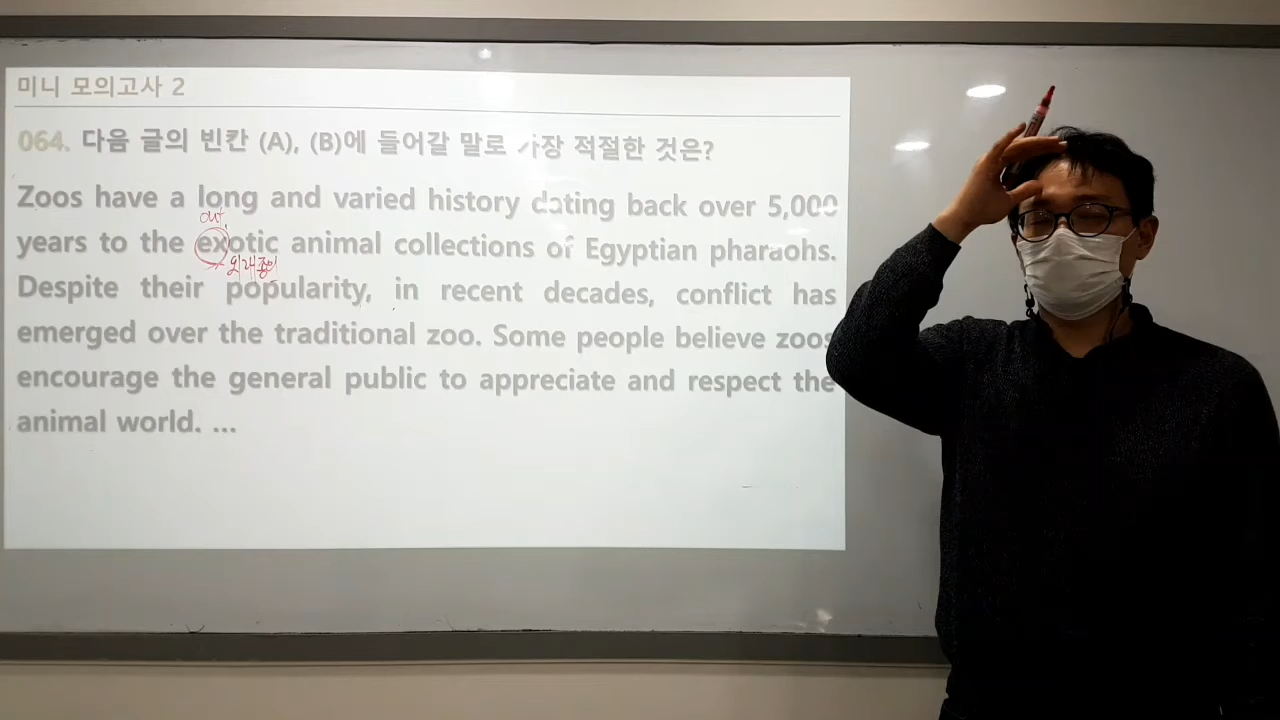 미니 모의고사 2
064. 다음 글의 빈칸 (A), (B)에 들어갈 말로 가장 적절한 것은?
Zoos have a long and varied history dating back over 5,000
out
years to the exotic animal collections of Egyptian pharaohs.
외래종의
Despite their popularity, in recent decades, conflict has
emerged over the traditional zoo. Some people believe zoos
encourage the general public to appreciate and respect the
animal world. ...